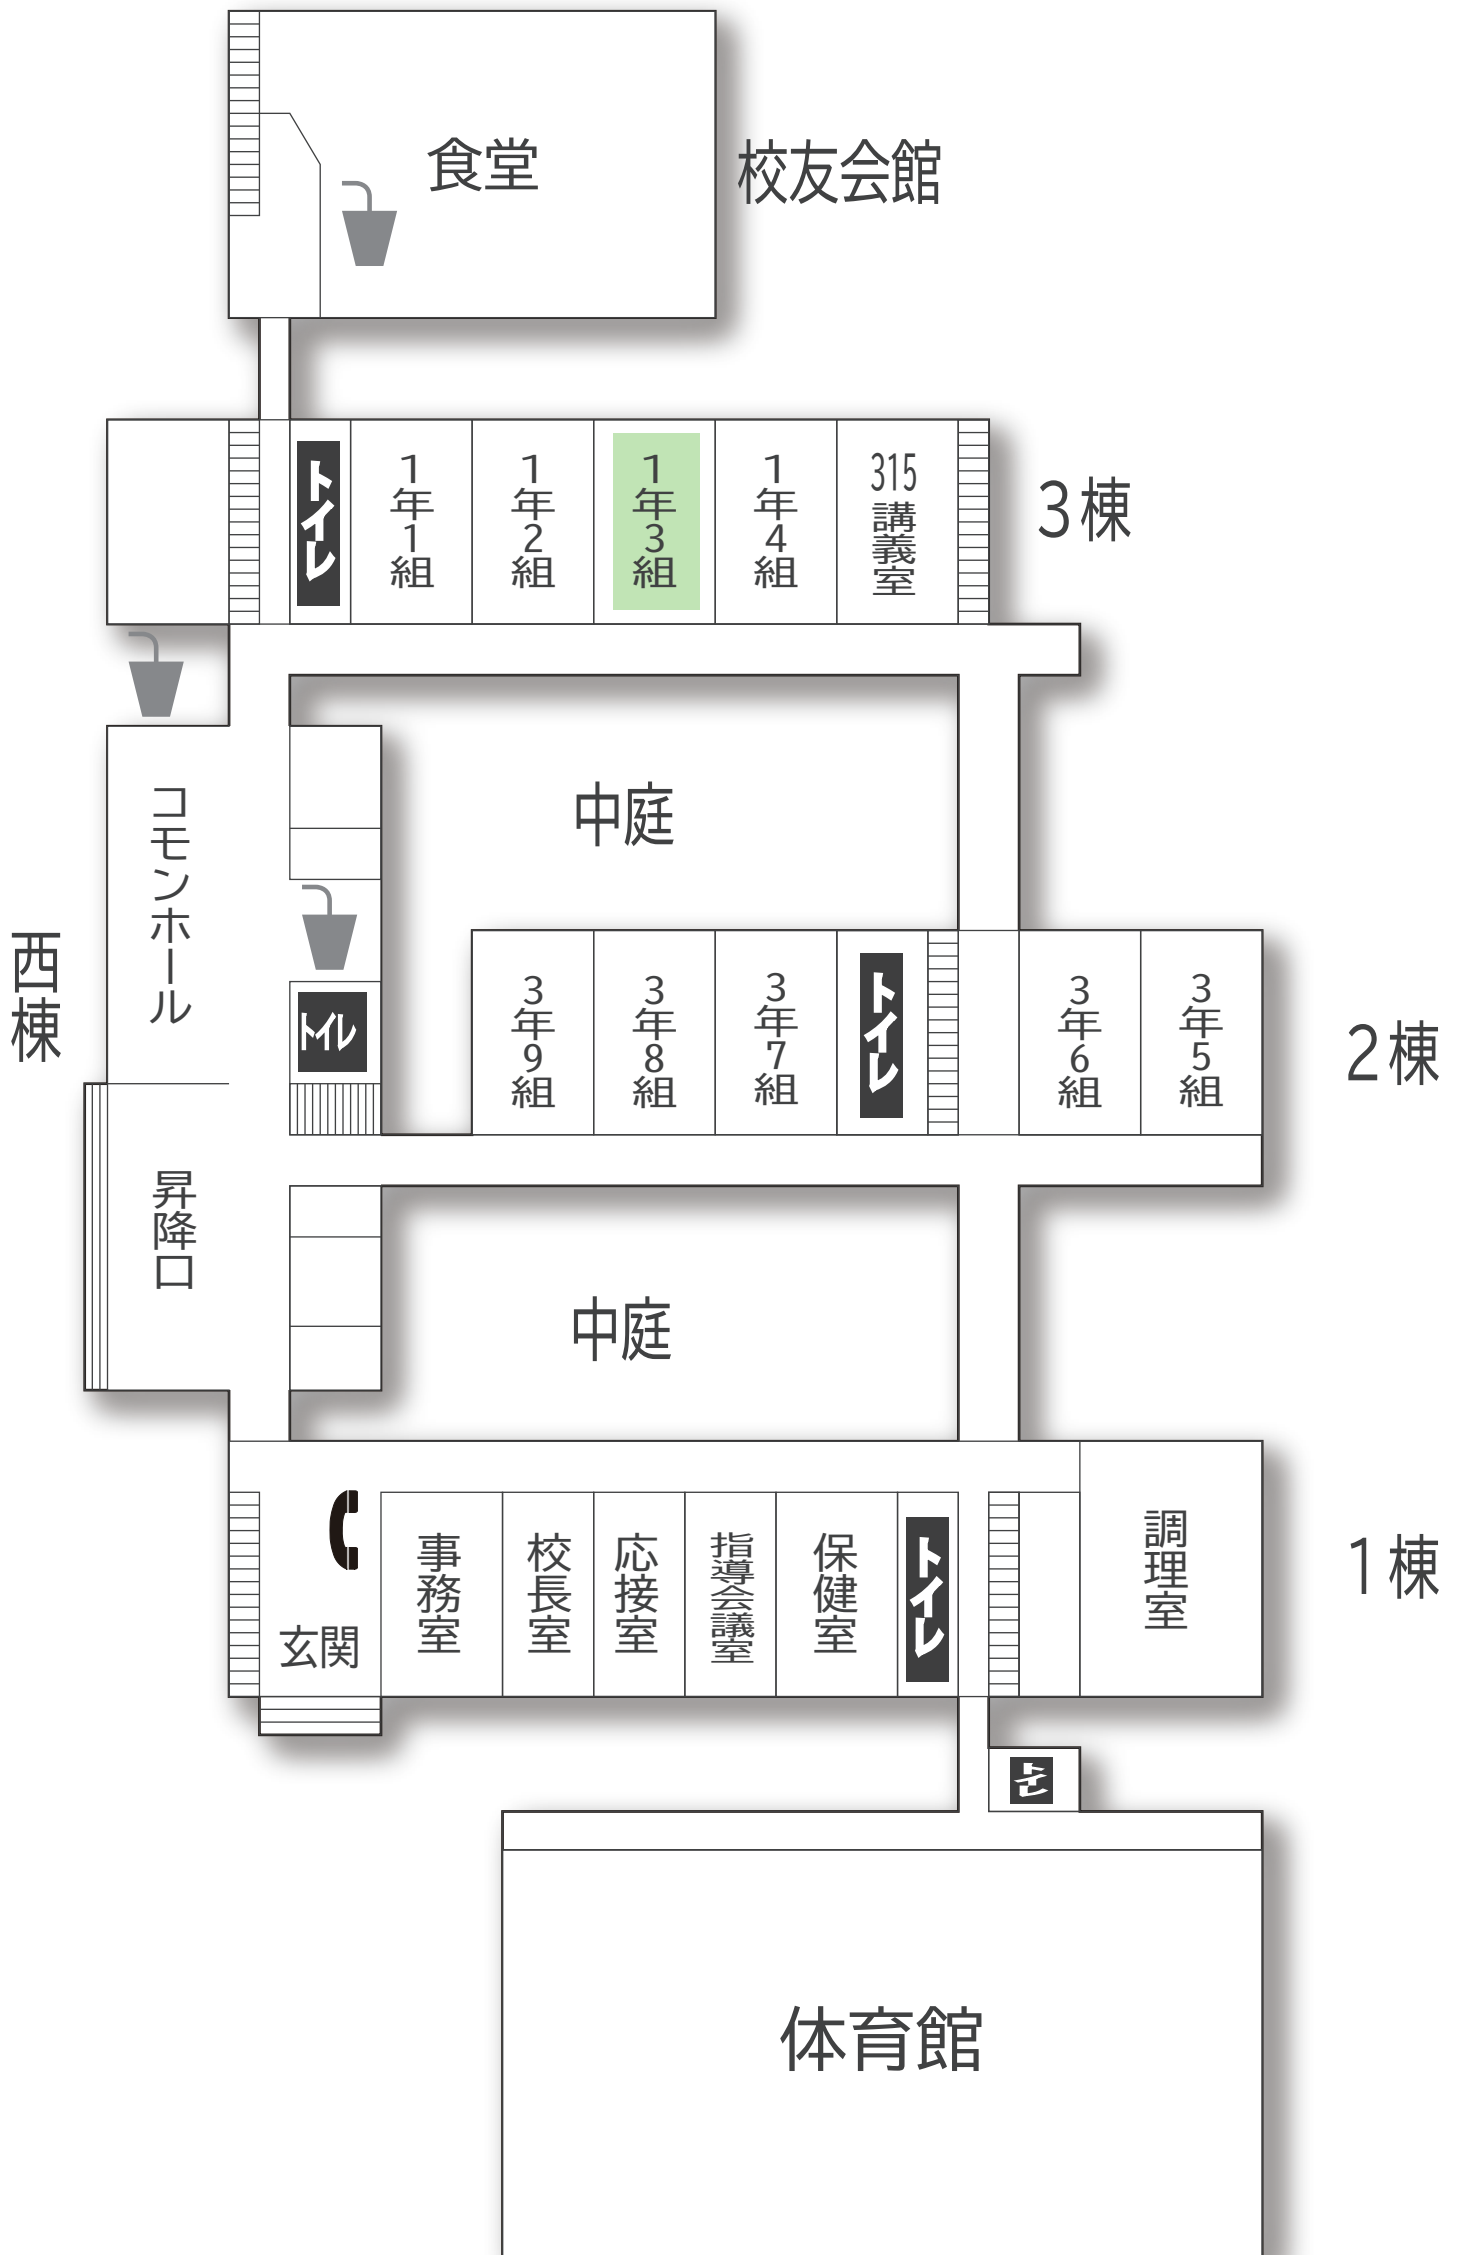 食堂
校友会館
トイレ
1年1組
1年2組
1年3組
1年4組
315講義室
3棟
コモンホール
中庭
西棟
トイレ
3年9組
3年8組
3年7組
トイレ
3年6組
3年5組
2棟
昇降口
中庭
玄関
事務室
校長室
応接室
指導会議室
保健室
トイレ
調理室
1棟
トイレ
体育館